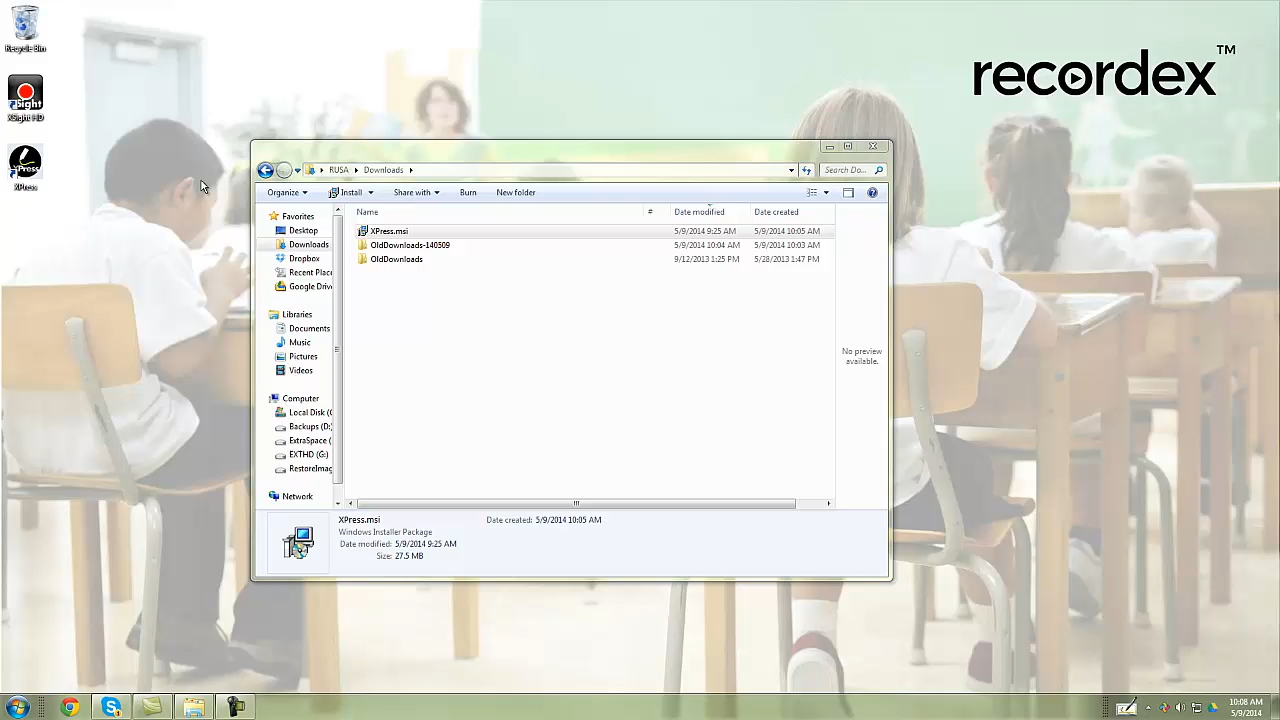 Recycle Bin
XSight HD
XPress
recordex TM
RUSA Downloads
Search Do...
Organize Install Share with Burn New folder
Favorites
Desktop
Downloads
Dropbox
Recent Place
Google Drive
Libraries
Documents
Music
Pictures
Videos
Computer
Local Disk (C
Backups (D:)
ExtraSpace (
EXTHD (G:)
RestoreImag
Network
Name # Date modified Date created
XPress.msi 5/9/2014 9:25 AM 5/9/2014 10:05 AM
OldDownloads-140509 5/9/2014 10:04 AM 5/9/2014 10:03 AM
OldDownloads 9/12/2013 1:25 PM 5/28/2013 1:47 PM
No preview
available.
XPress.msi Date created: 5/9/2014 10:05 AM
Windows Installer Package
Date modified: 5/9/2014 9:25 AM
Size: 27.5 MB
10:08 AM
5/9/2014